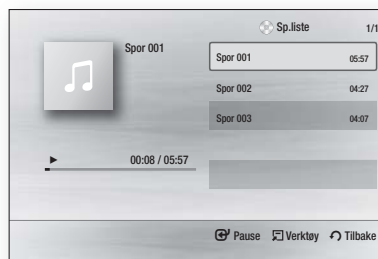 Sp.liste 1/1
Spor 001
Spor 001 05:57
Spor 002 04:27
Spor 003 04:07
00:08 / 05:57
Pause Verktøy Tilbake